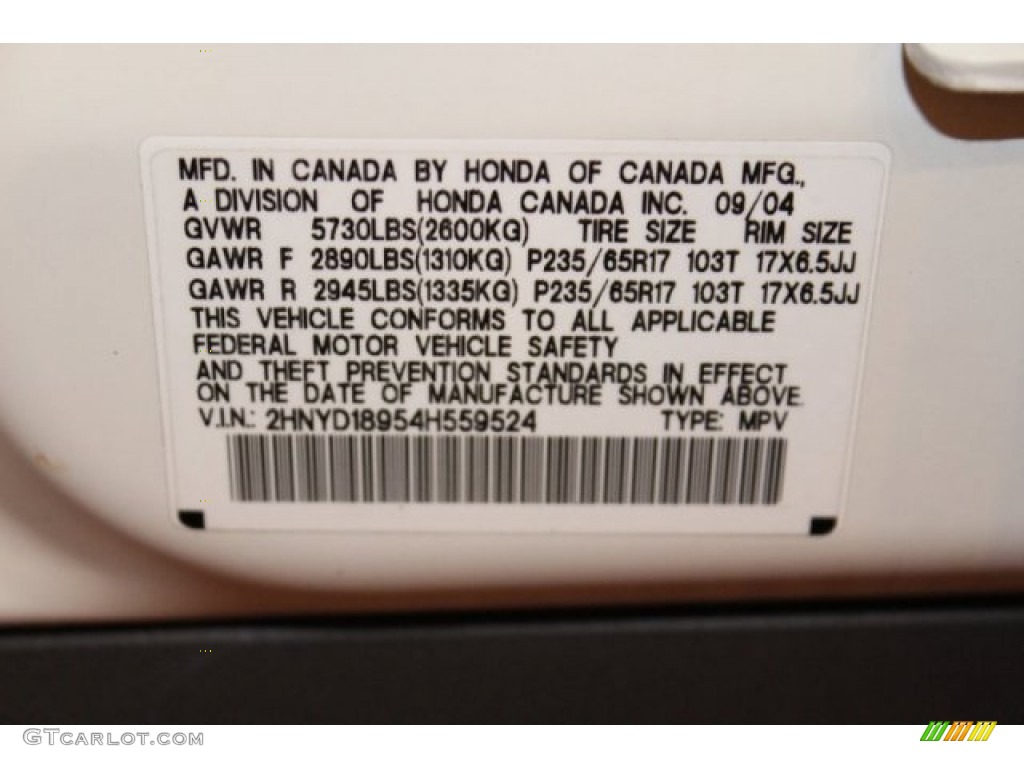 MFD. IN CANADA BY HONDA OF CANADA MFG.,
A DIVISION OF HONDA CANADA INC. 09/04
GVWR 5730LBS(2600KG) TIRE SIZE RIM SIZE
GAWR F 2890LBS(1310KG) P235/65R17 103T 17X6.5JJ
GAWR R 2945LBS(1335KG) P235/65R17 103T 17X6.5JJ
THIS VEHICLE CONFORMS TO ALL APPLICABLE
FEDERAL MOTOR VEHICLE SAFETY
AND THEFT PREVENTION STANDARDS IN EFFECT
ON THE DATE OF MANUFACTURE SHOWN ABOVE.
V.I.N.: 2HNYD18954H559524 TYPE: MPV
GTCARLOT.COM